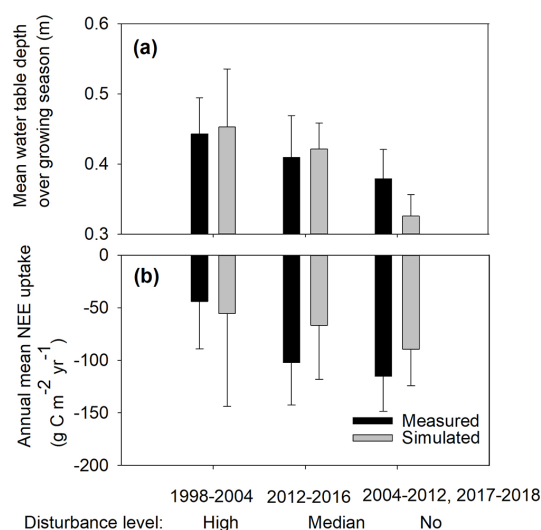 0.6
(a)
0.5
0.4
0.3
Mean water table depth
over growing season (m)
0
(b)
-50
-100
-150
-200
Annual mean NEE uptake
(g C m-2 yr-1)
Measured
Simulated
1998-2004 2012-2016 2004-2012, 2017-2018
Disturbance level: High Median No